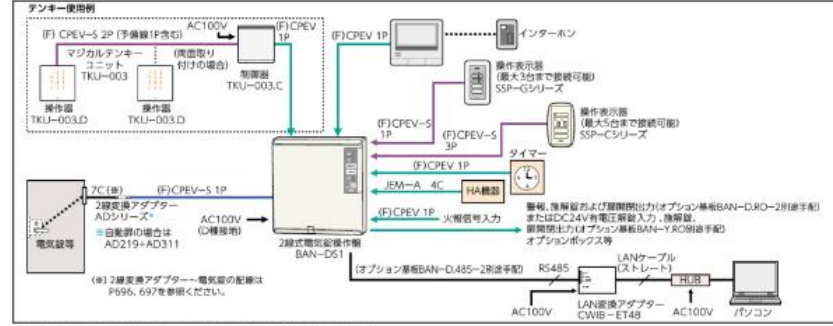 テンキー使用例
(F) CPEV-S 2P (予備線1P含む)
AC100V
(F)CPEV
1P
マジカルテンキー
ユニット
TKU-003
(両面取り
付けの場合)
制御器
TKU-003.C
操作器
TKU-003.D
操作器
TKU-003.D
(F)CPEV 1P
インターホン
操作表示器
(最大3台まで接続可能)
SSP-Gシリーズ
(F)CPEV-S
1P
操作表示器
(最大5台まで接続可能)
SSP-Cシリーズ
(F)CPEV-S
3P
タイマー
(F)CPEV 1P
JEM-A 4C
HA機器
(F)CPEV 1P
火報信号入力
警報、施解錠および扉開閉出力(オプション基板BAN-D.RO-2別途手配)
またはDC24V有電圧解錠入力、施解錠、
扉開閉出力(オプション基板BAN-Y.RO別途手配)
オプションボックス等
7C(※)
(F)CPEV-S 1P
2線変換アダプター
ADシリーズ※
※自動扉の場合は
AD219+AD311
電気錠等
AC100V
(D種接地)
2線式電気錠操作盤
BAN-DS1
(※) 2線変換アダプター~電気錠の配線は
P696、697を参照ください。
(オプション基板BAN-D.485-2別途手配)
RS485
LANケーブル
(ストレート)
HUB
AC100V
LAN変換アダプター
CWIB-ET48
AC100V
パソコン